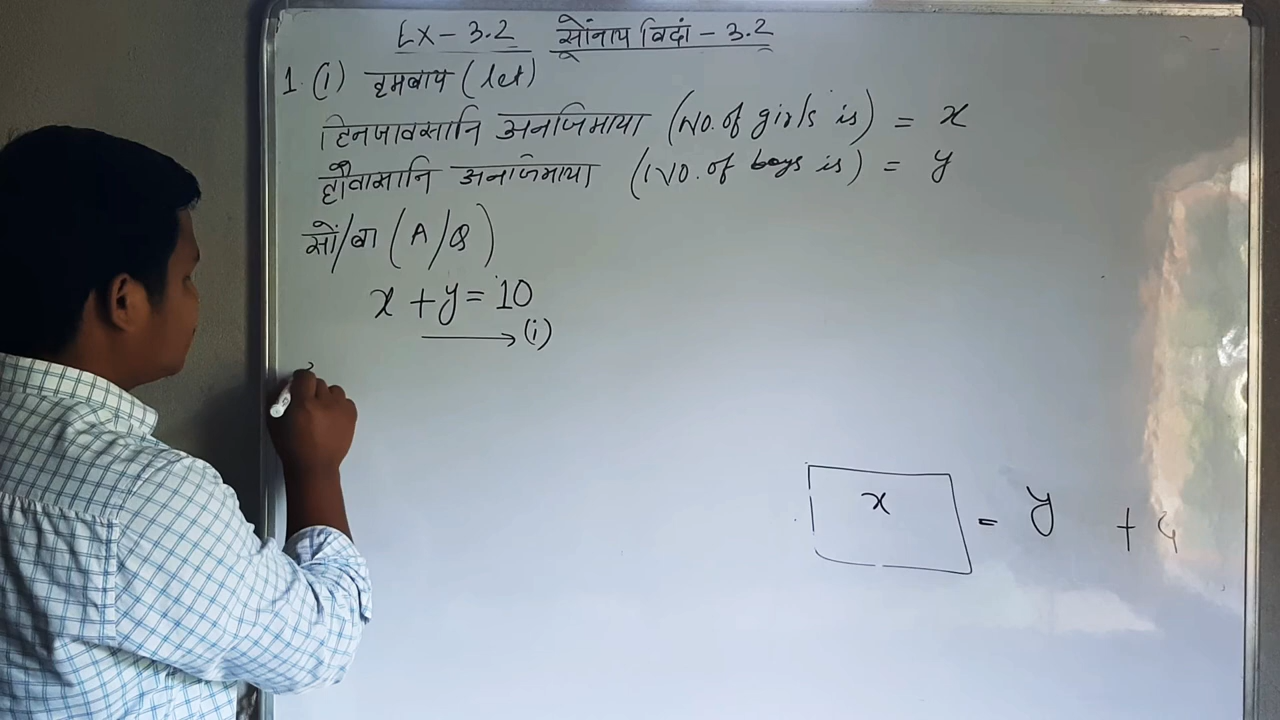 Ex - 3.2 सोंनाय बिदां - 3.2
1. (i) हमबाय (let)
हिनजावसानि अनजिमाया (No. of girls is) = x
हौवासानि अनजिमाया (No. of boys is) = y
सों/बा (A/Q)
x + y = 10
(i)
x = y + 4